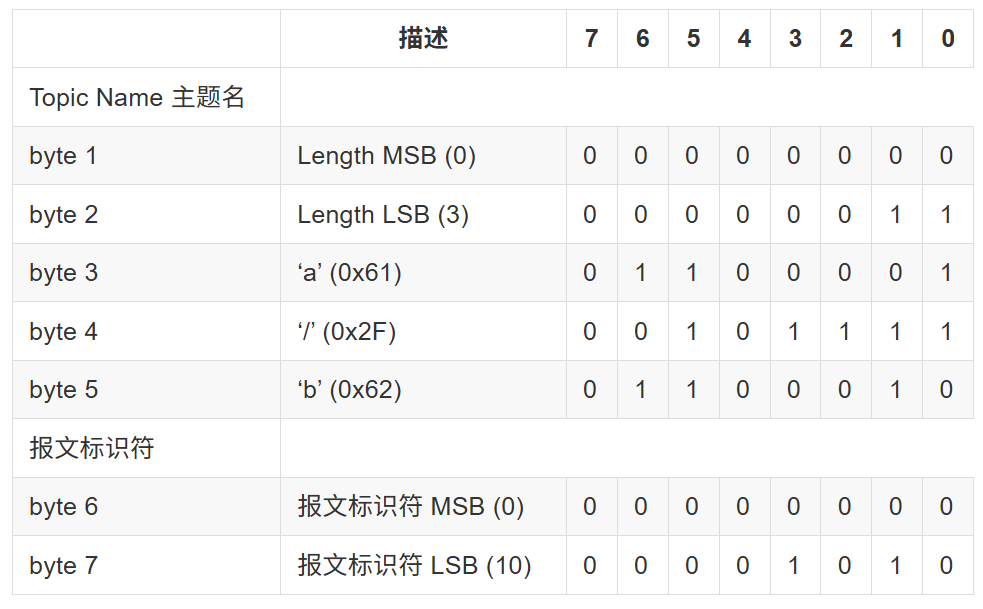 描述 7 6 5 4 3 2 1 0
Topic Name 主题名
byte 1 Length MSB (0) 0 0 0 0 0 0 0 0
byte 2 Length LSB (3) 0 0 0 0 0 0 1 1
byte 3 ‘a’ (0x61) 0 1 1 0 0 0 0 1
byte 4 ‘/’ (0x2F) 0 0 1 0 1 1 1 1
byte 5 ‘b’ (0x62) 0 1 1 0 0 0 1 0
报文标识符
byte 6 报文标识符 MSB (0) 0 0 0 0 0 0 0 0
byte 7 报文标识符 LSB (10) 0 0 0 0 1 0 1 0